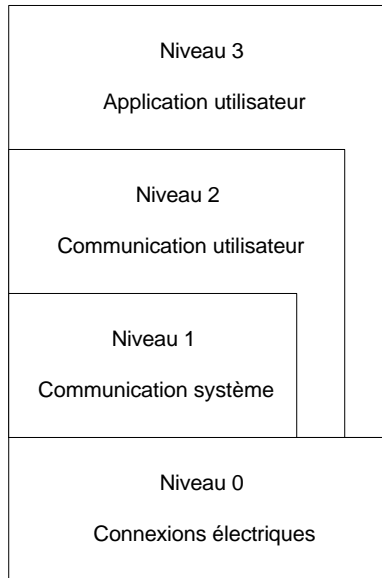 Niveau 3
Application utilisateur
Niveau 2
Communication utilisateur
Niveau 1
Communication système
Niveau 0
Connexions électriques